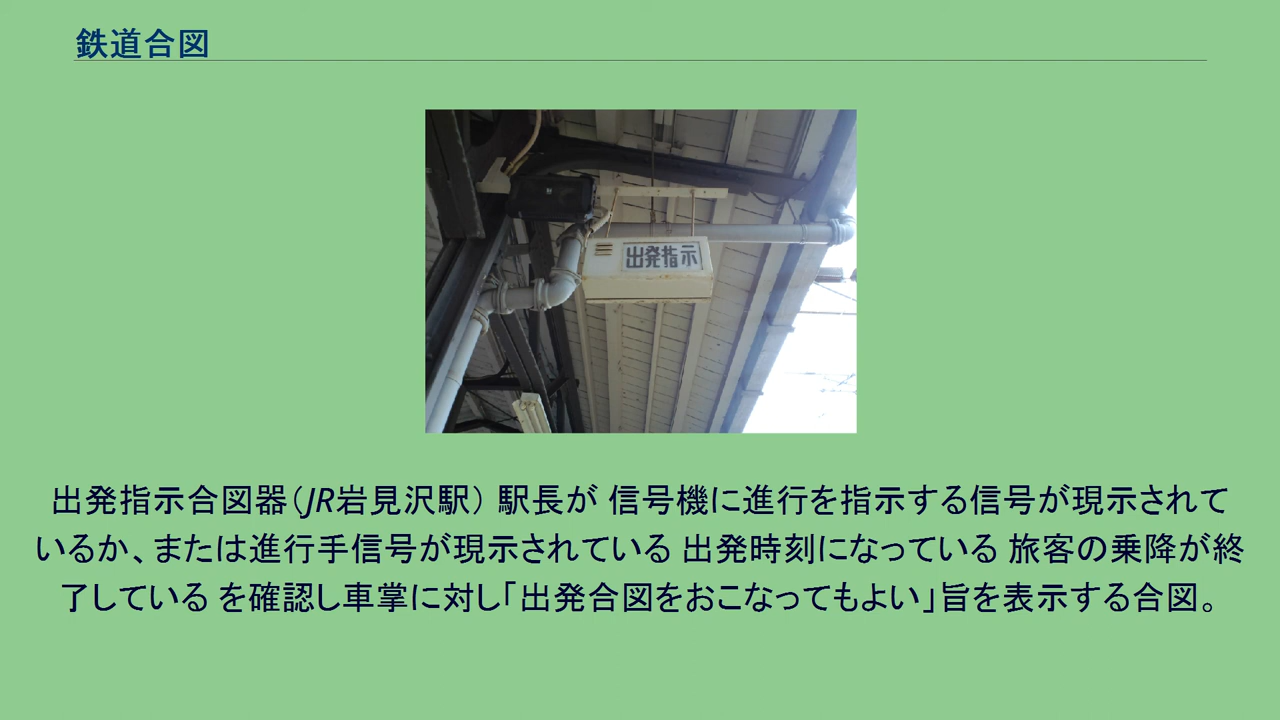 鉄道合図
出発指示
出発指示合図器（JR岩見沢駅） 駅長が 信号機に進行を指示する信号が現示されて
いるか、または進行手信号が現示されている 出発時刻になっている 旅客の乗降が終
了している を確認し車掌に対し「出発合図をおこなってもよい」旨を表示する合図。